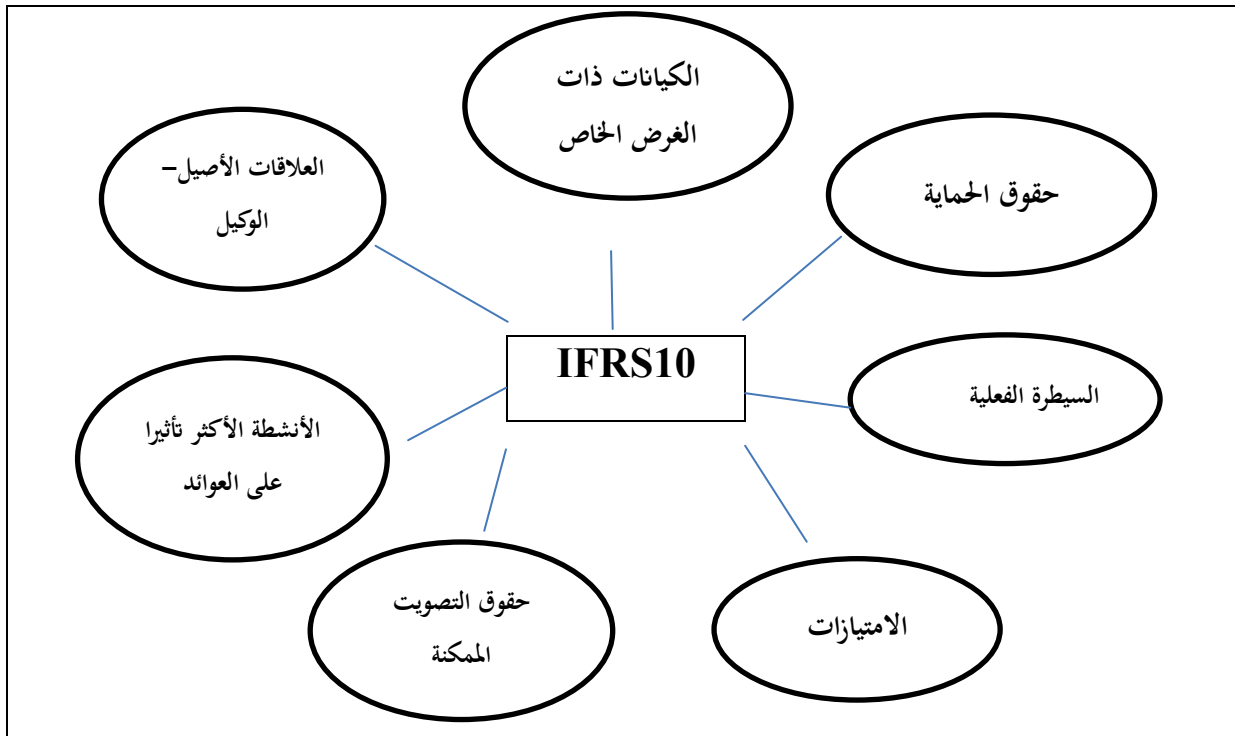 الكيانات ذات
الغرض الخاص
حقوق الحماية
العلاقات الأصيل–
الوكيل
IFRS10
السيطرة الفعلية
الأنشطة الأكثر تأثيرا
على العوائد
حقوق التصويت
الممكنة
الامتيازات